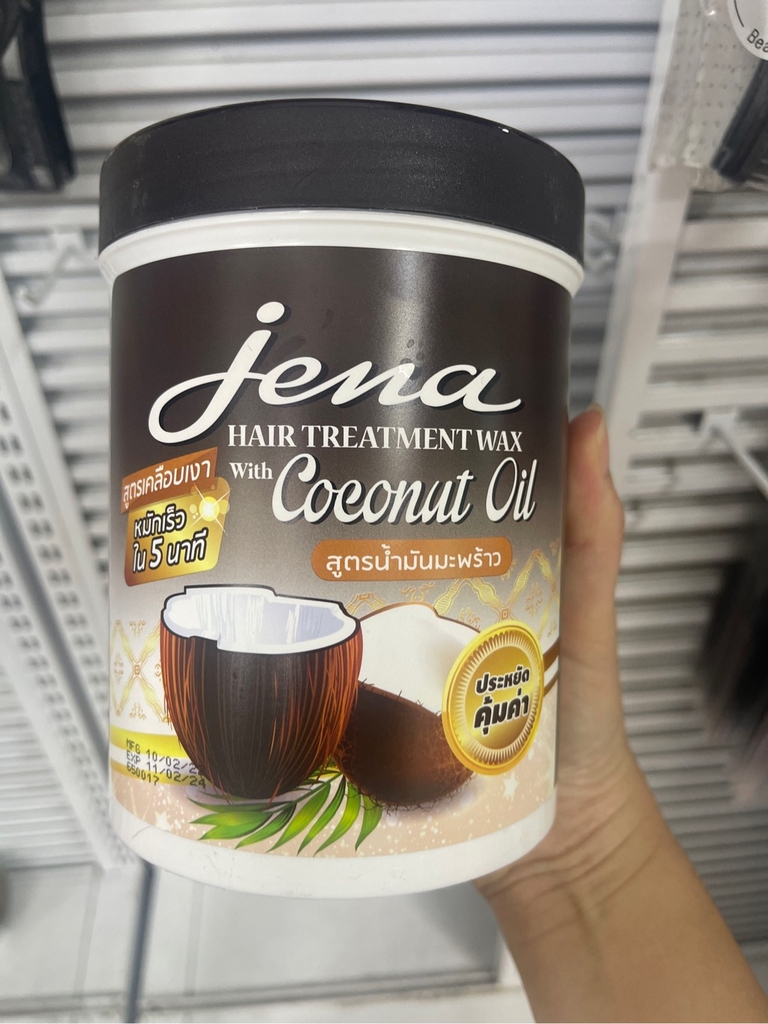 jena
HAIR TREATMENT WAX
With Coconut Oil
สูตรเคลือบเงา
หมักเร็ว
ใน 5 นาที
สูตรน้ำมันมะพร้าว
ประหยัด
คุ้มค่า
MFG 10/02/2
EXP 11/02/24
650017
Bea